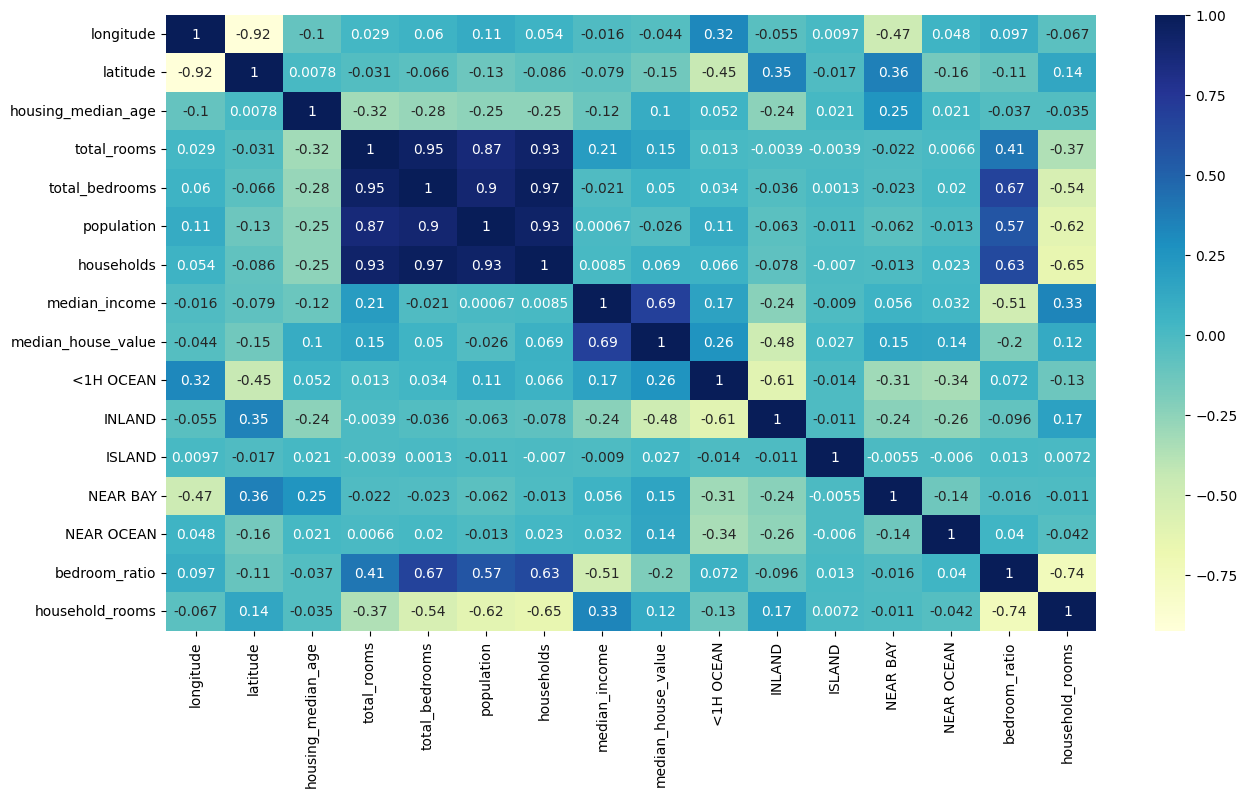 longitude 1 -0.92 -0.1 0.029 0.06 0.11 0.054 -0.016 -0.044 0.32 -0.055 0.0097 -0.47 0.048 0.097 -0.067
latitude -0.92 1 0.0078 -0.031 -0.066 -0.13 -0.086 -0.079 -0.15 -0.45 0.35 -0.017 0.36 -0.16 -0.11 0.14
housing_median_age -0.1 0.0078 1 -0.32 -0.28 -0.25 -0.25 -0.12 0.1 0.052 -0.24 0.021 0.25 0.021 -0.037 -0.035
total_rooms 0.029 -0.031 -0.32 1 0.95 0.87 0.93 0.21 0.15 0.013 -0.0039 -0.0039 -0.022 0.0066 0.41 -0.37
total_bedrooms 0.06 -0.066 -0.28 0.95 1 0.9 0.97 -0.021 0.05 0.034 -0.036 0.0013 -0.023 0.02 0.67 -0.54
population 0.11 -0.13 -0.25 0.87 0.9 1 0.93 0.00067 -0.026 0.11 -0.063 -0.011 -0.062 -0.013 0.57 -0.62
households 0.054 -0.086 -0.25 0.93 0.97 0.93 1 0.0085 0.069 0.066 -0.078 -0.007 -0.013 0.023 0.63 -0.65
median_income -0.016 -0.079 -0.12 0.21 -0.021 0.00067 0.0085 1 0.69 0.17 -0.24 -0.009 0.056 0.032 -0.51 0.33
median_house_value -0.044 -0.15 0.1 0.15 0.05 -0.026 0.069 0.69 1 0.26 -0.48 0.027 0.15 0.14 -0.2 0.12
<1H OCEAN 0.32 -0.45 0.052 0.013 0.034 0.11 0.066 0.17 0.26 1 -0.61 -0.014 -0.31 -0.34 0.072 -0.13
INLAND -0.055 0.35 -0.24 -0.0039 -0.036 -0.063 -0.078 -0.24 -0.48 -0.61 1 -0.011 -0.24 -0.26 -0.096 0.17
ISLAND 0.0097 -0.017 0.021 -0.0039 0.0013 -0.011 -0.007 -0.009 0.027 -0.014 -0.011 1 -0.0055 -0.006 0.013 0.0072
NEAR BAY -0.47 0.36 0.25 -0.022 -0.023 -0.062 -0.013 0.056 0.15 -0.31 -0.24 -0.0055 1 -0.14 -0.016 -0.011
NEAR OCEAN 0.048 -0.16 0.021 0.0066 0.02 -0.013 0.023 0.032 0.14 -0.34 -0.26 -0.006 -0.14 1 0.04 -0.042
bedroom_ratio 0.097 -0.11 -0.037 0.41 0.67 0.57 0.63 -0.51 -0.2 0.072 -0.096 0.013 -0.016 0.04 1 -0.74
household_rooms -0.067 0.14 -0.035 -0.37 -0.54 -0.62 -0.65 0.33 0.12 -0.13 0.17 0.0072 -0.011 -0.042 -0.74 1
longitude
latitude
housing_median_age
total_rooms
total_bedrooms
population
households
median_income
median_house_value
<1H OCEAN
INLAND
ISLAND
NEAR BAY
NEAR OCEAN
bedroom_ratio
household_rooms
1.00
0.75
0.50
0.25
0.00
-0.25
-0.50
-0.75